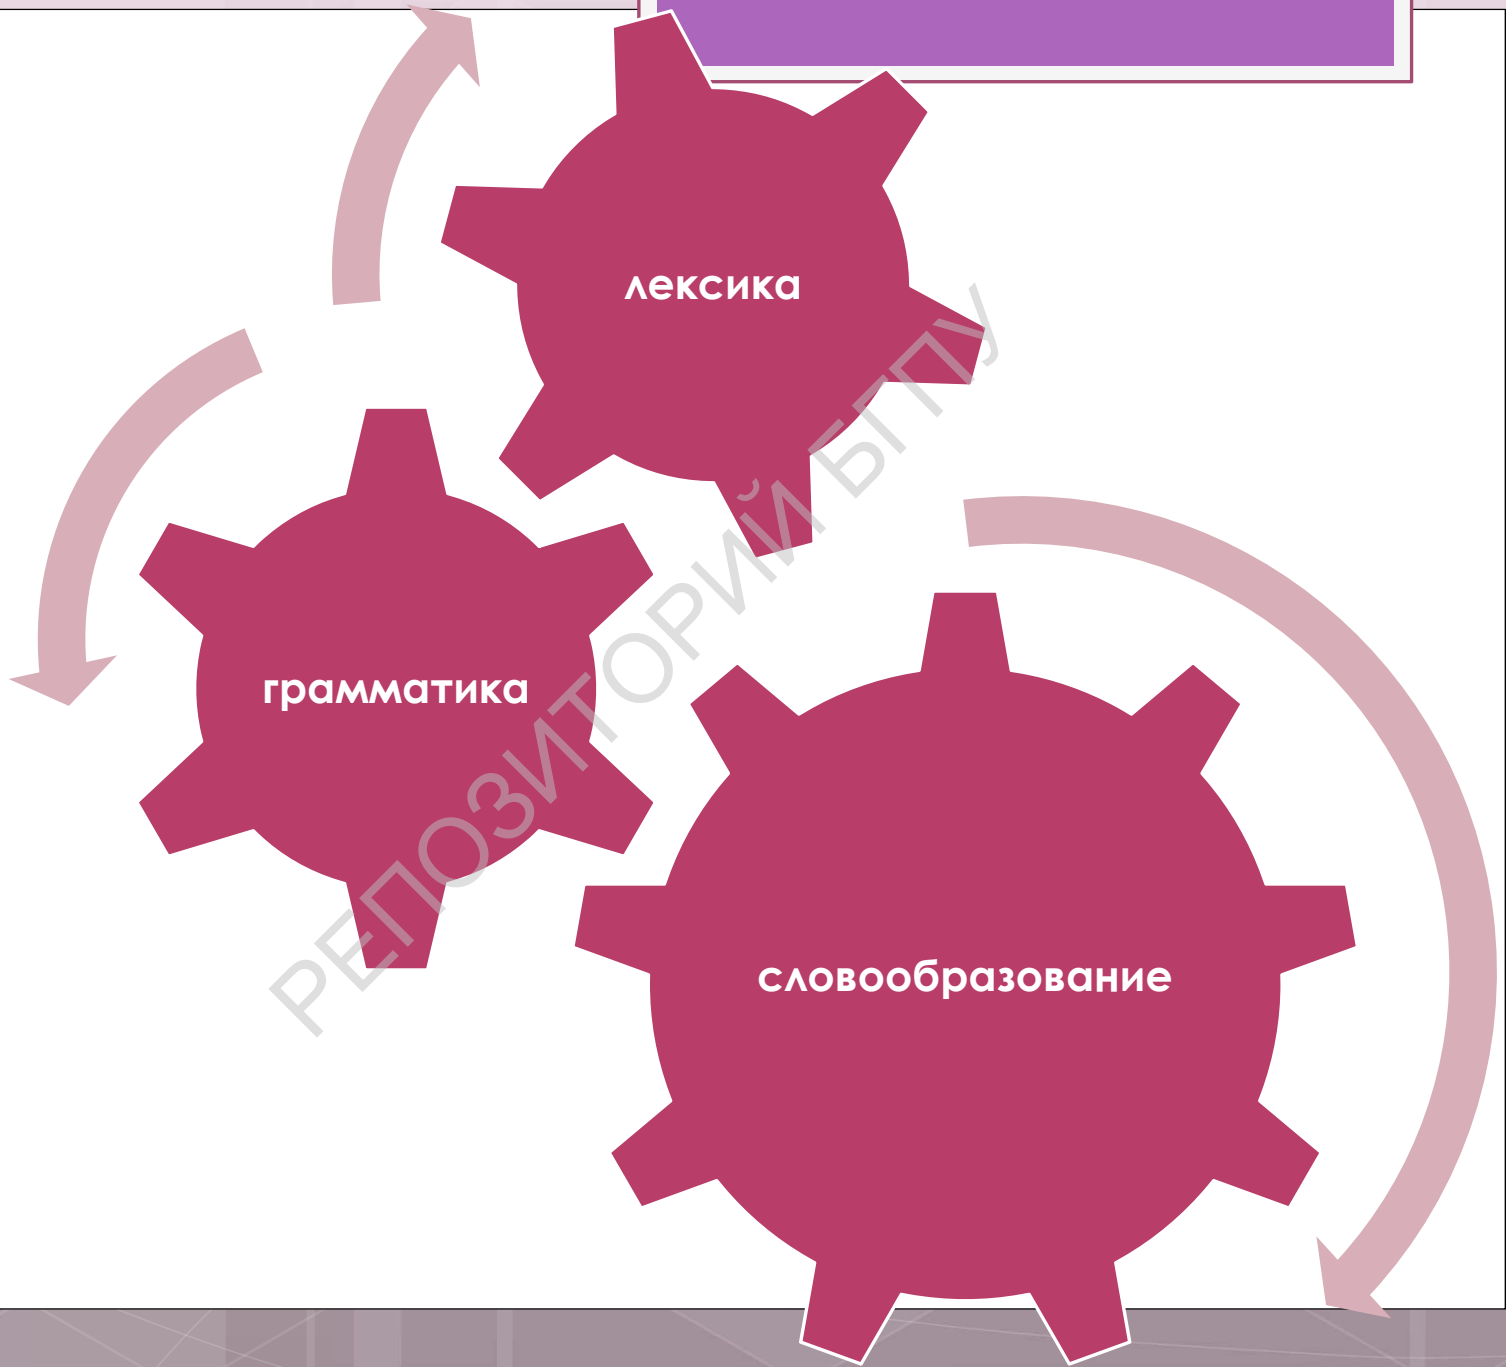 лексика
грамматика
словообразование
РЕПОЗИТОРИЙ БГПУ